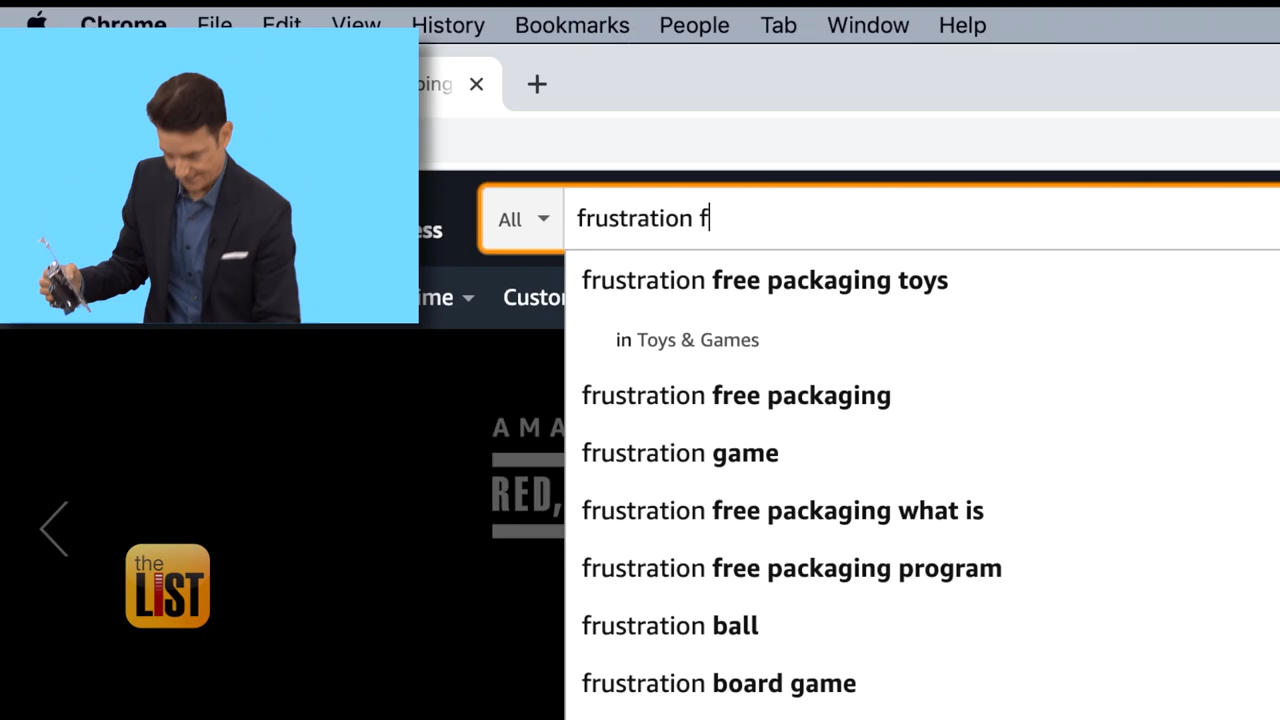 Chrome File Edit View History Bookmarks People Tab Window Help
ping
ess
All frustration f
ime Custo
frustration free packaging toys
in Toys & Games
frustration free packaging
frustration game
frustration free packaging what is
frustration free packaging program
frustration ball
frustration board game
AMA
RED,
the
LiST